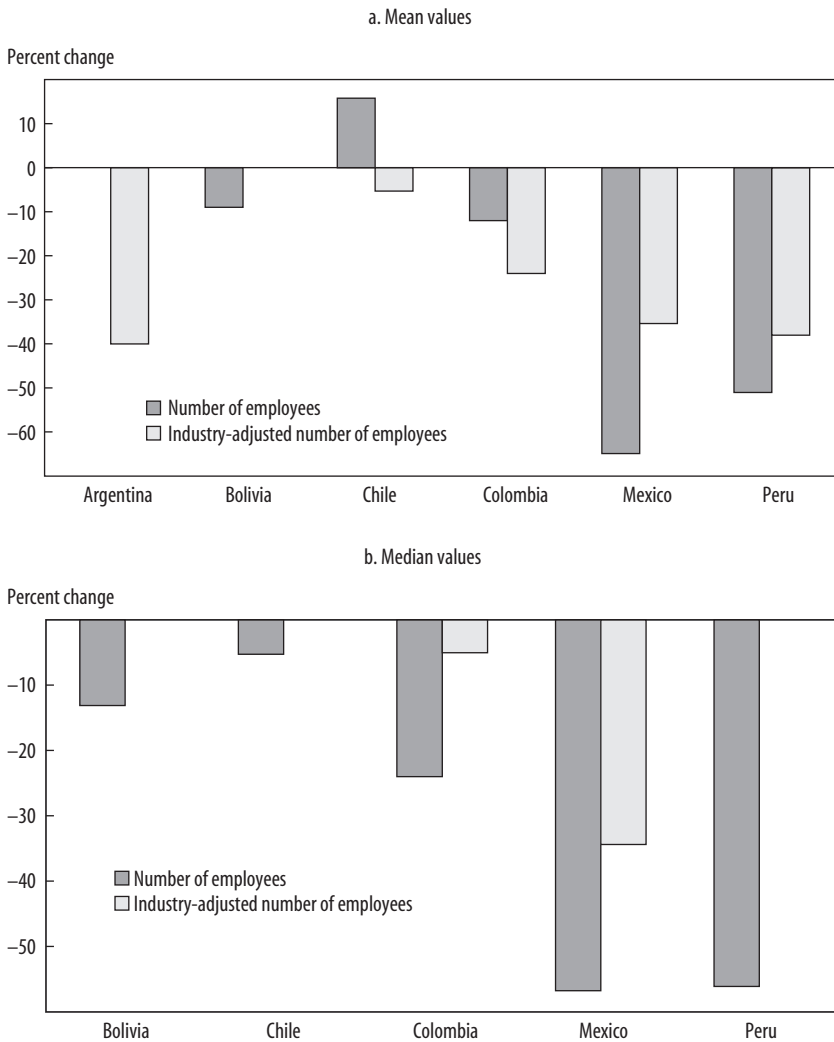 a. Mean values
Percent change
10
0
–10
–20
–30
–40
–50
–60
Number of employees
Industry-adjusted number of employees
Argentina Bolivia Chile Colombia Mexico Peru
b. Median values
Percent change
–10
–20
–30
–40
–50
Number of employees
Industry-adjusted number of employees
Bolivia Chile Colombia Mexico Peru